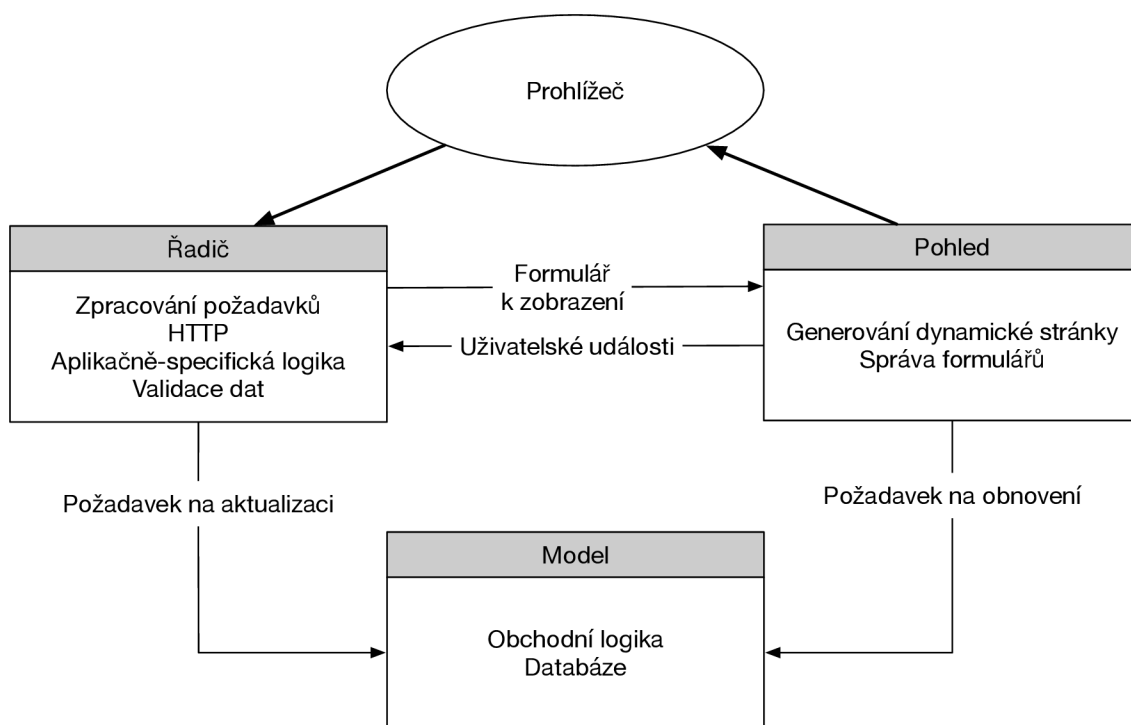 Prohlížeč
Řadič
Zpracování požadavků
HTTP
Aplikačně-specifická logika
Validace dat
Formulář
k zobrazení
Uživatelské události
Pohled
Generování dynamické stránky
Správa formulářů
Požadavek na aktualizaci
Požadavek na obnovení
Model
Obchodní logika
Databáze